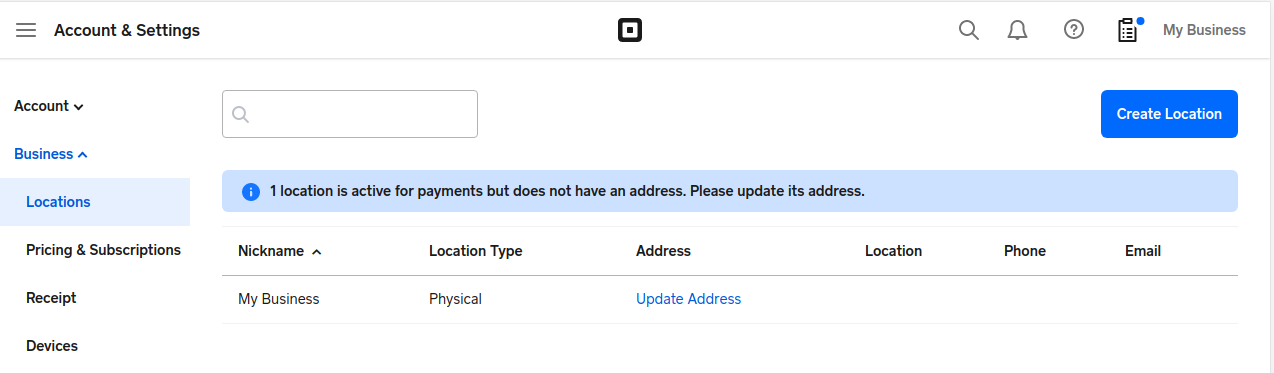 Account & Settings
My Business
Account
Create Location
Business
1 location is active for payments but does not have an address. Please update its address.
Locations
Pricing & Subscriptions
Nickname Location Type Address Location Phone Email
Receipt
My Business Physical Update Address
Devices